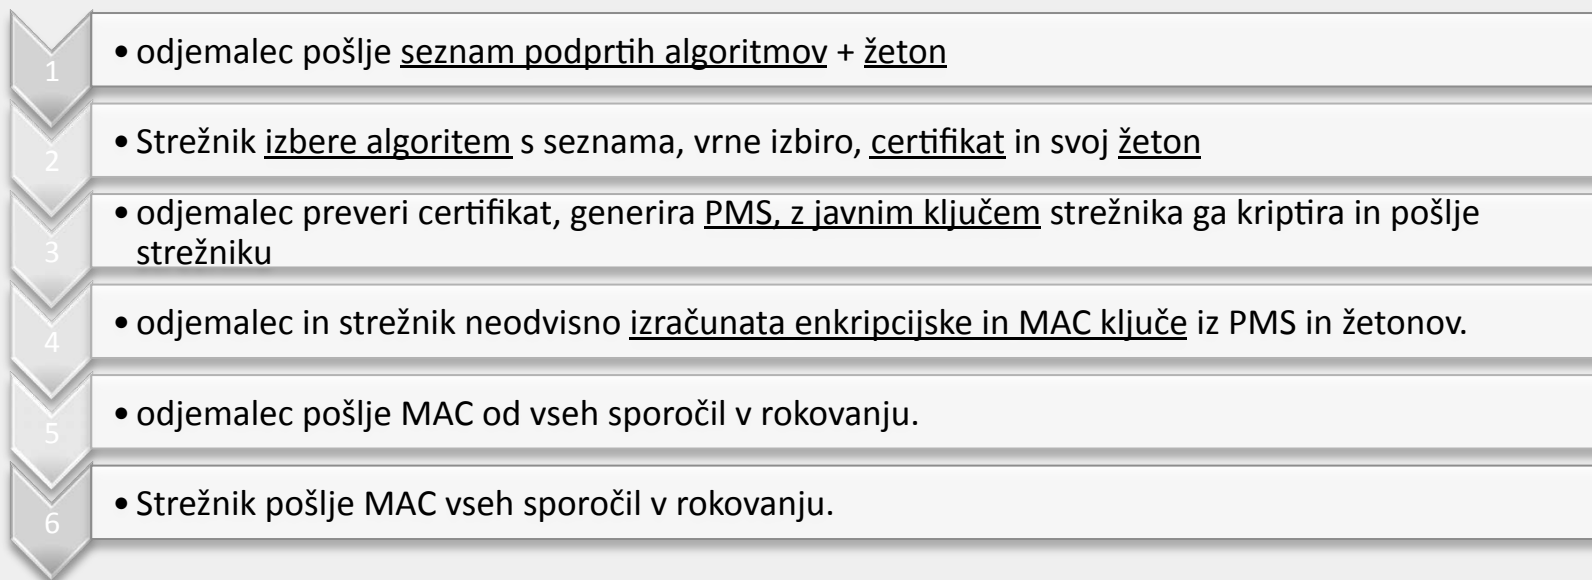 1
• odjemalec pošlje seznam podprtih algoritmov + žeton
2
• Strežnik izbere algoritem s seznama, vrne izbiro, certifikat in svoj žeton
3
• odjemalec preveri certifikat, generira PMS, z javnim ključem strežnika ga kriptira in pošlje
strežniku
4
• odjemalec in strežnik neodvisno izračunata enkripcijske in MAC ključe iz PMS in žetonov.
5
• odjemalec pošlje MAC od vseh sporočil v rokovanju.
6
• Strežnik pošlje MAC vseh sporočil v rokovanju.